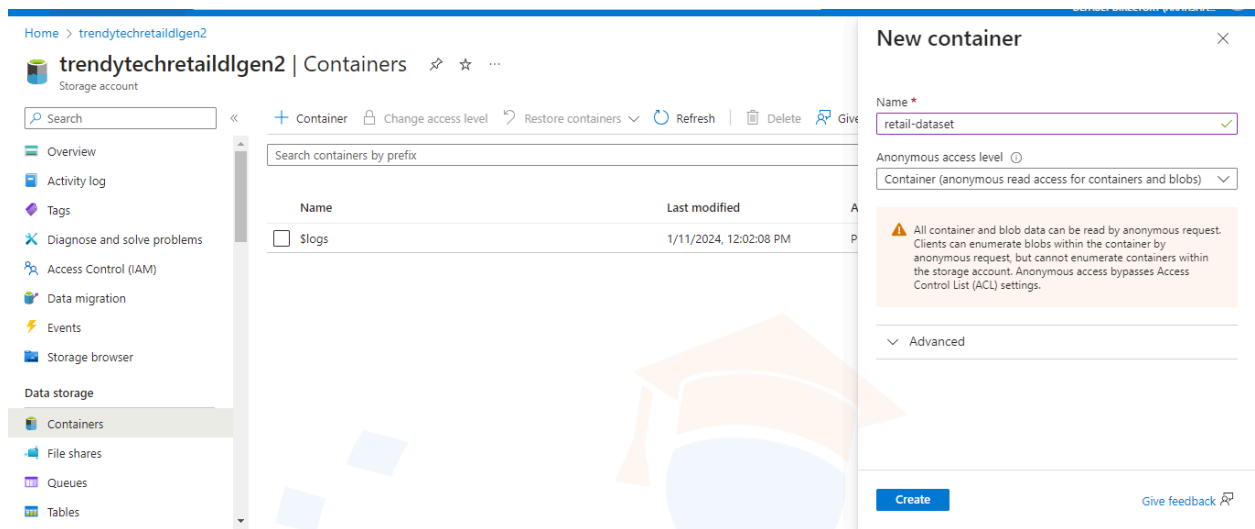 Home > trendytechretaildlgen2
trendytechretaildlgen2 | Containers
Storage account
Search
Container
Change access level
Restore containers
Refresh
Delete
Give
Overview
Activity log
Tags
Diagnose and solve problems
Access Control (IAM)
Data migration
Events
Storage browser
Data storage
Containers
File shares
Queues
Tables
Search containers by prefix
Name Last modified A
$logs 1/11/2024, 12:02:08 PM P
New container
Name *
retail-dataset
Anonymous access level
Container (anonymous read access for containers and blobs)
All container and blob data can be read by anonymous request.
Clients can enumerate blobs within the container by
anonymous request, but cannot enumerate containers within
the storage account. Anonymous access bypasses Access
Control List (ACL) settings.
Advanced
Create
Give feedback